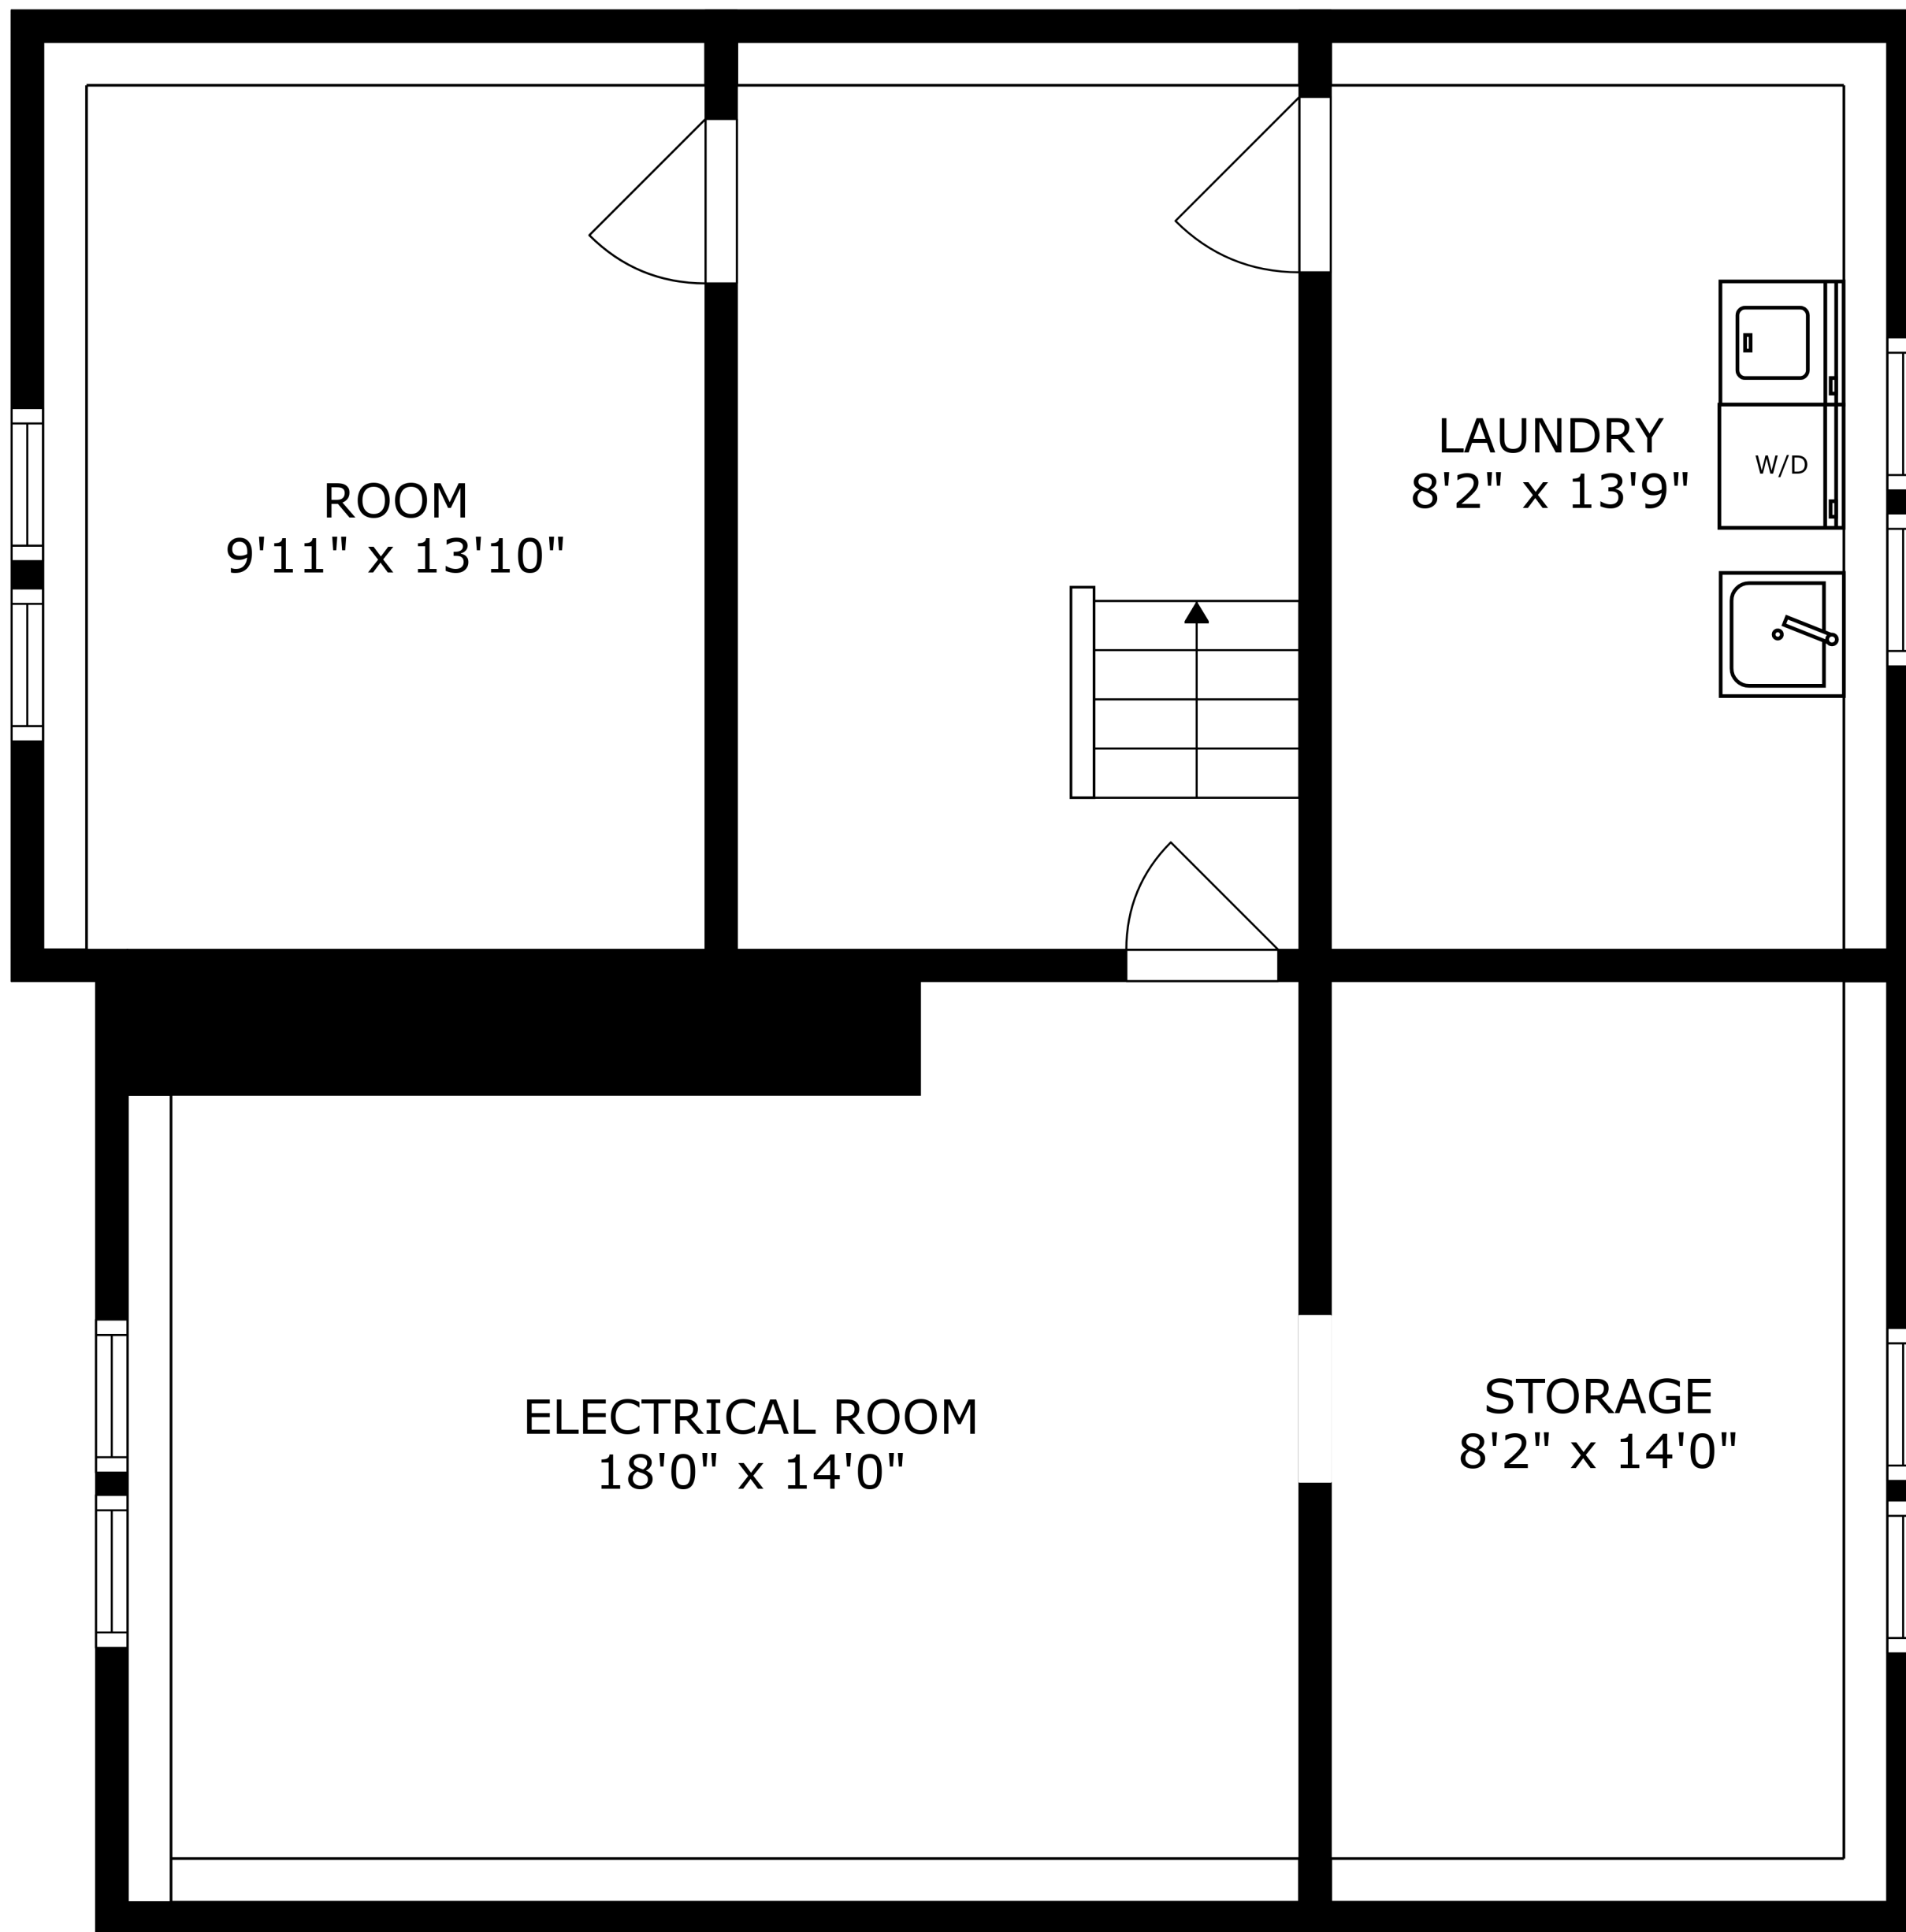 ROOM
9'11" x 13'10"
LAUNDRY
8'2" x 13'9"
W/D
ELECTRICAL ROOM
18'0" x 14'0"
STORAGE
8'2" x 14'0"